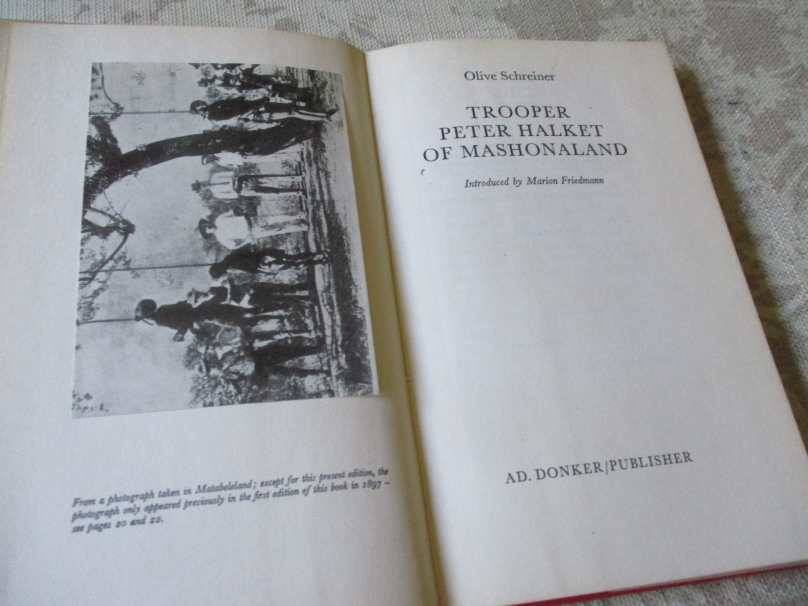 From a photograph taken in Matabeleland; except for this present edition, the
photograph only appeared previously in the first edition of this book in 1897 –
see pages 20 and 22.
Olive Schreiner
TROOPER
PETER HALKET
OF MASHONALAND
Introduced by Marion Friedmann
AD. DONKER/PUBLISHER